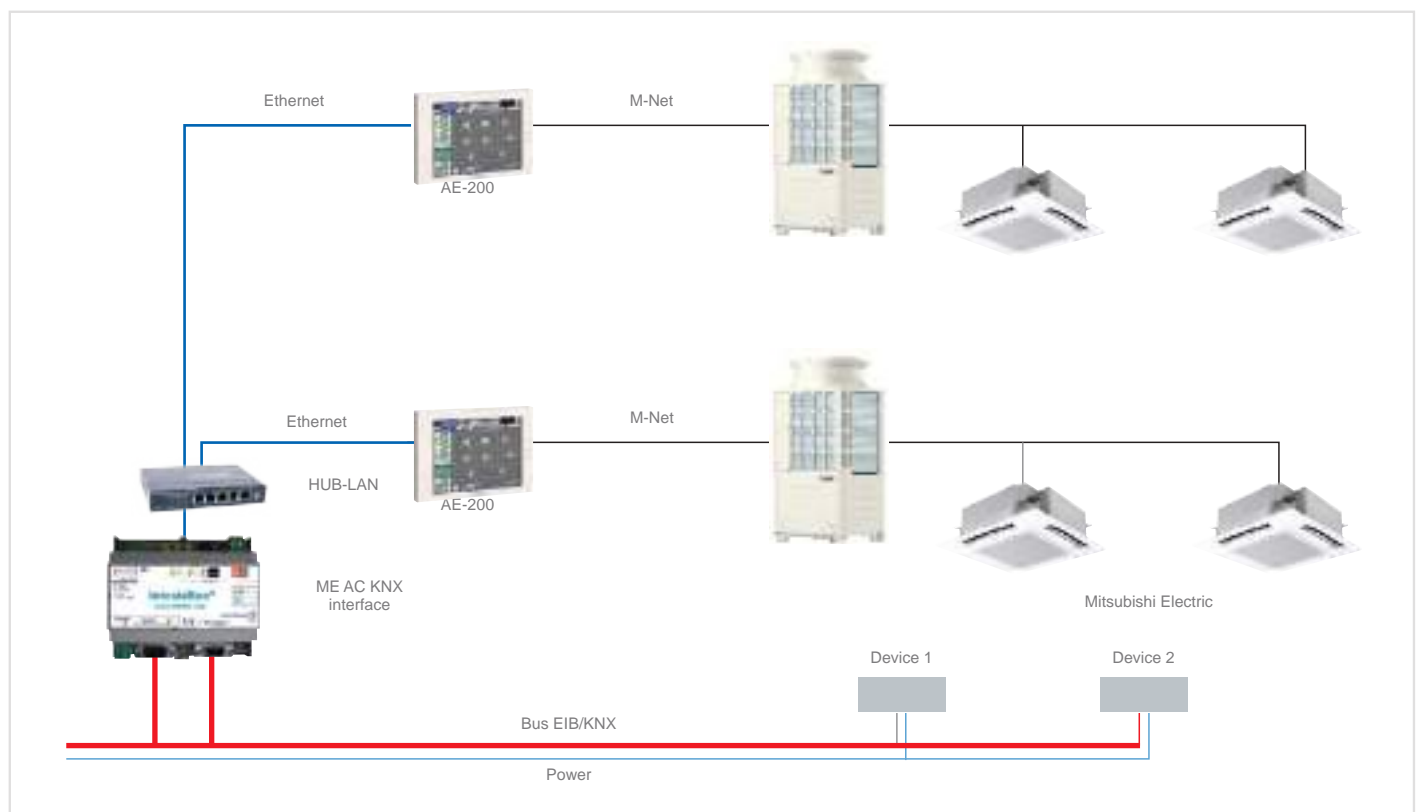 Ethernet
M-Net
AE-200
Ethernet
M-Net
HUB-LAN
AE-200
ME AC KNX
interface
Mitsubishi Electric
Device 1
Device 2
Bus EIB/KNX
Power